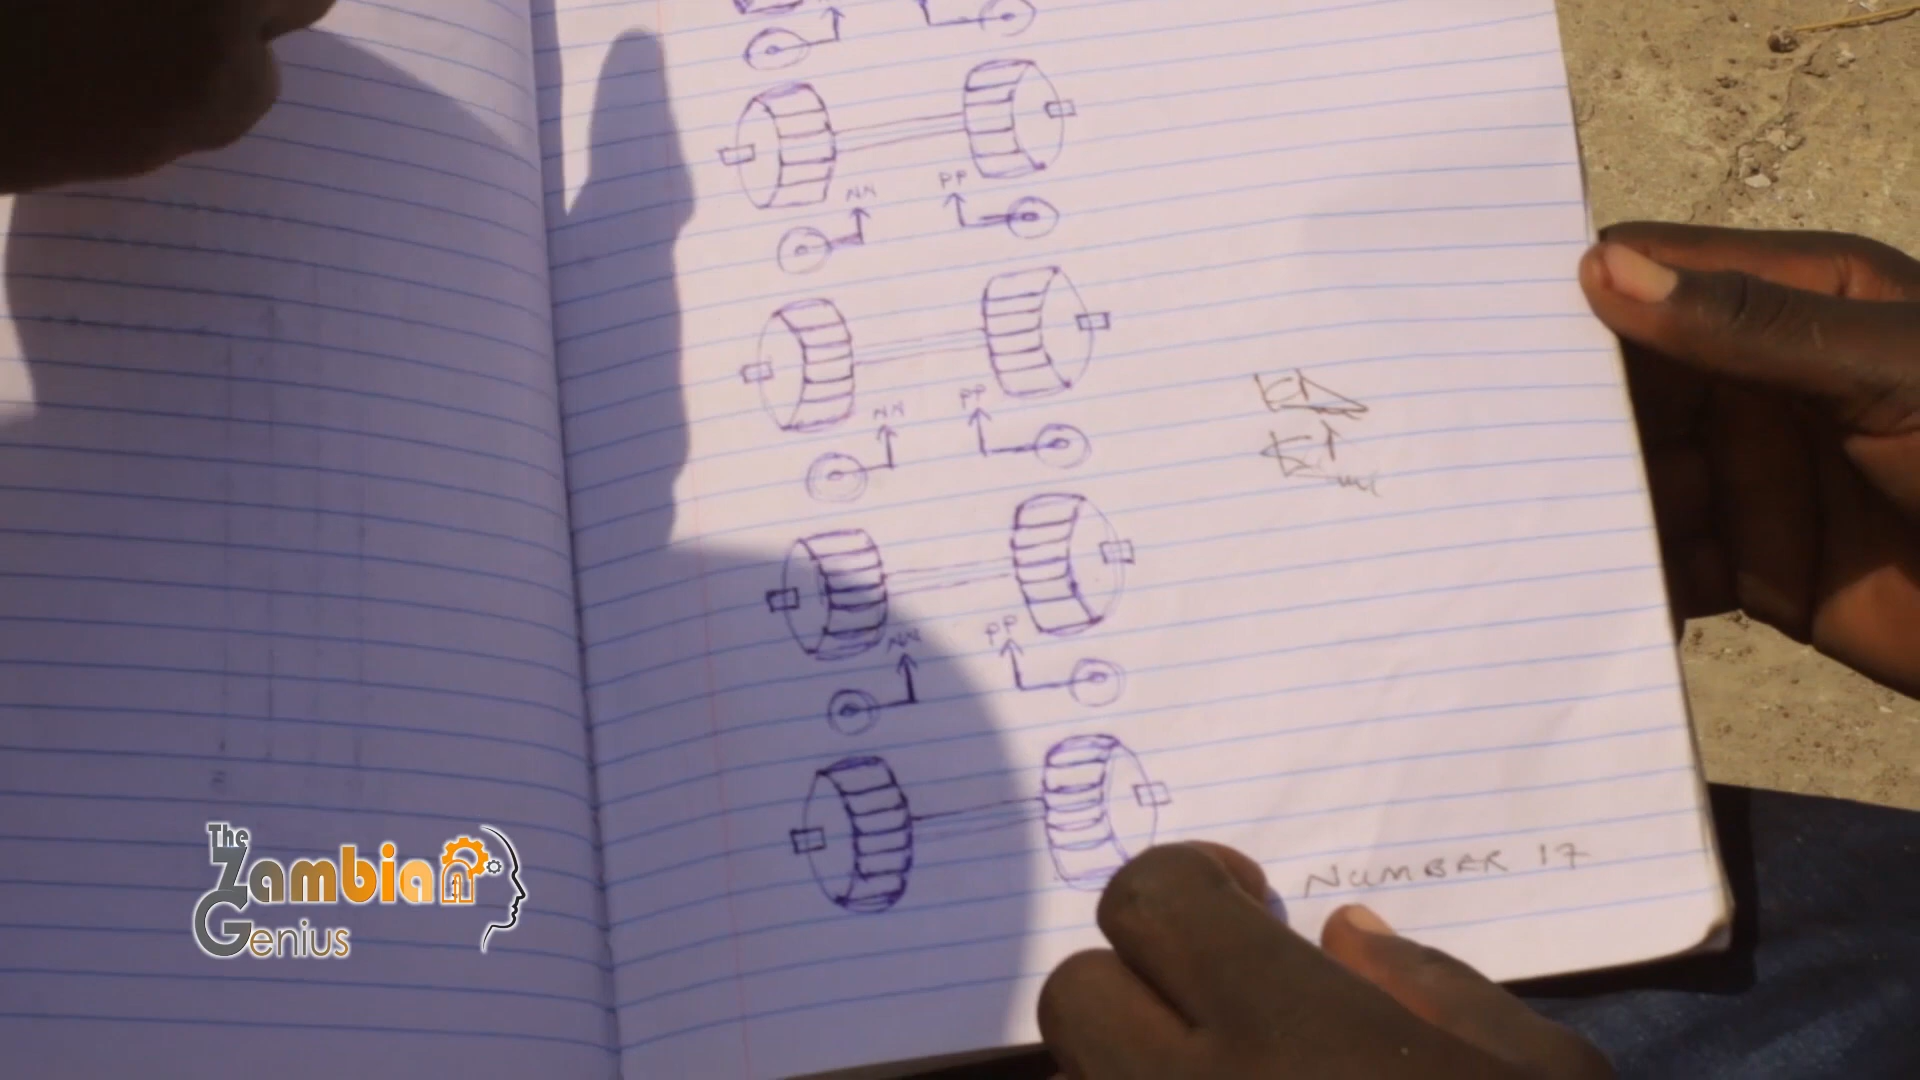 NN PP
NN PP
NN PP
NUMBER 17
The
Zambian
Genius